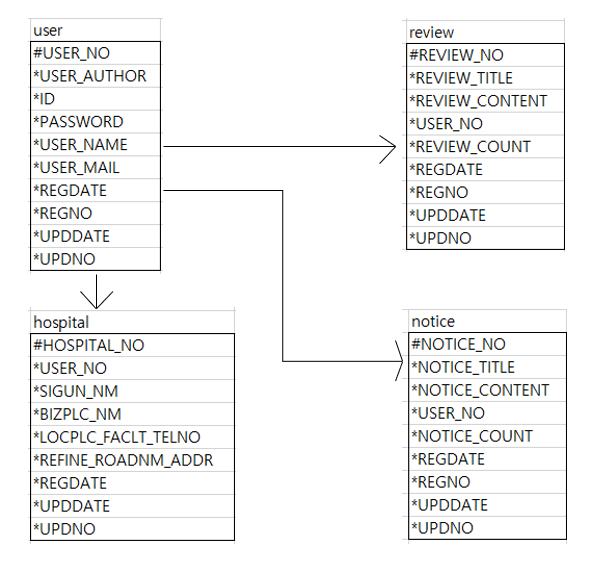 user
#USER_NO
*USER_AUTHOR
*ID
*PASSWORD
*USER_NAME
*USER_MAIL
*REGDATE
*REGNO
*UPDDATE
*UPDNO
review
#REVIEW_NO
*REVIEW_TITLE
*REVIEW_CONTENT
*USER_NO
*REVIEW_COUNT
*REGDATE
*REGNO
*UPDDATE
*UPDNO
hospital
#HOSPITAL_NO
*USER_NO
*SIGUN_NM
*BIZPLC_NM
*LOCPLC_FACLT_TELNO
*REFINE_ROADNM_ADDR
*REGDATE
*UPDDATE
*UPDNO
notice
#NOTICE_NO
*NOTICE_TITLE
*NOTICE_CONTENT
*USER_NO
*NOTICE_COUNT
*REGDATE
*REGNO
*UPDDATE
*UPDNO